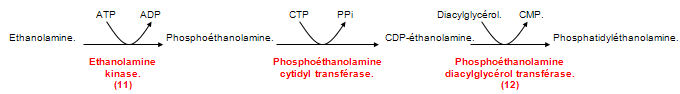 ATP ADP CTP PPi Diacylglycérol. CMP.
Ethanolamine. Phosphoéthanolamine. CDP-éthanolamine. Phosphatidyléthanolamine.
Ethanolamine
kinase.
(11)
Phosphoéthanolamine
cytidyl transférase.
Phosphoéthanolamine
diacylglycérol transférase.
(12)